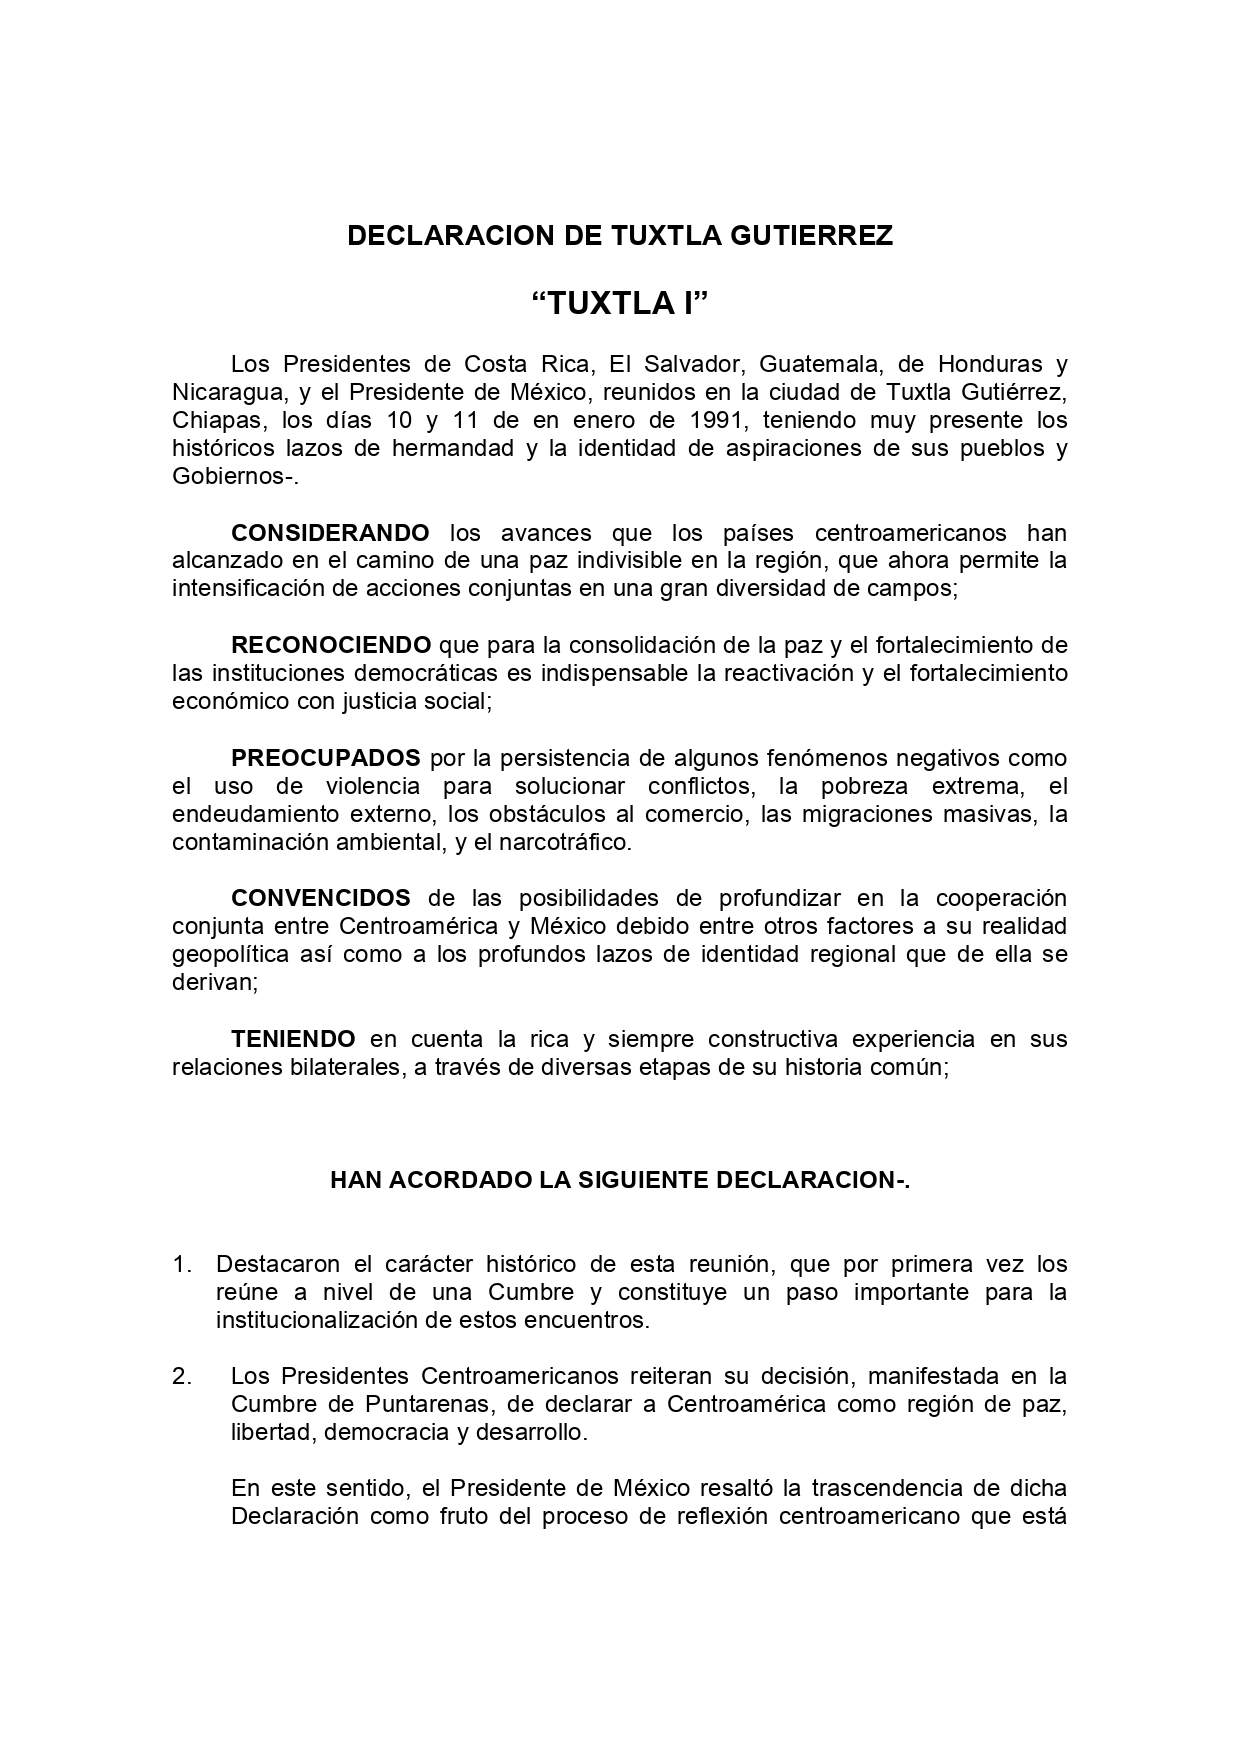 DECLARACION DE TUXTLA GUTIERREZ
“TUXTLA I”
Los Presidentes de Costa Rica, El Salvador, Guatemala, de Honduras y
Nicaragua, y el Presidente de México, reunidos en la ciudad de Tuxtla Gutiérrez,
Chiapas, los días 10 y 11 de en enero de 1991, teniendo muy presente los
históricos lazos de hermandad y la identidad de aspiraciones de sus pueblos y
Gobiernos-.
CONSIDERANDO los avances que los países centroamericanos han
alcanzado en el camino de una paz indivisible en la región, que ahora permite la
intensificación de acciones conjuntas en una gran diversidad de campos;
RECONOCIENDO que para la consolidación de la paz y el fortalecimiento de
las instituciones democráticas es indispensable la reactivación y el fortalecimiento
económico con justicia social;
PREOCUPADOS por la persistencia de algunos fenómenos negativos como
el uso de violencia para solucionar conflictos, la pobreza extrema, el
endeudamiento externo, los obstáculos al comercio, las migraciones masivas, la
contaminación ambiental, y el narcotráfico.
CONVENCIDOS de las posibilidades de profundizar en la cooperación
conjunta entre Centroamérica y México debido entre otros factores a su realidad
geopolítica así como a los profundos lazos de identidad regional que de ella se
derivan;
TENIENDO en cuenta la rica y siempre constructiva experiencia en sus
relaciones bilaterales, a través de diversas etapas de su historia común;
HAN ACORDADO LA SIGUIENTE DECLARACION-.
1. Destacaron el carácter histórico de esta reunión, que por primera vez los
reúne a nivel de una Cumbre y constituye un paso importante para la
institucionalización de estos encuentros.
2. Los Presidentes Centroamericanos reiteran su decisión, manifestada en la
Cumbre de Puntarenas, de declarar a Centroamérica como región de paz,
libertad, democracia y desarrollo.
En este sentido, el Presidente de México resaltó la trascendencia de dicha
Declaración como fruto del proceso de reflexión centroamericano que está